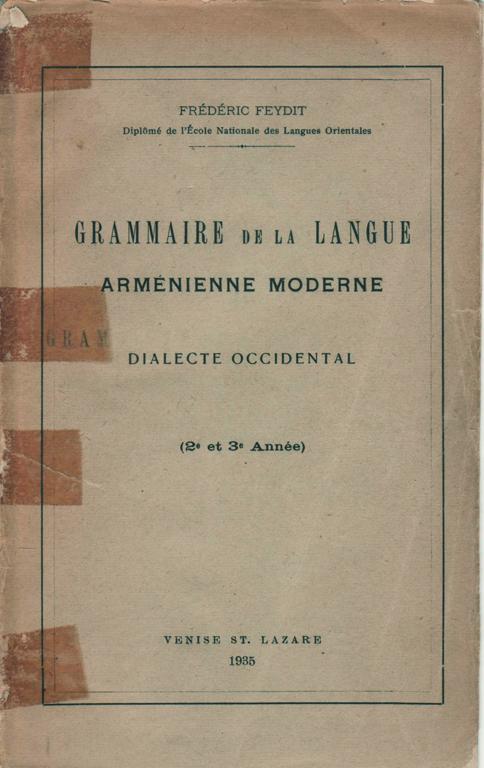 FRÉDÉRIC FEYDIT
Diplômé de l'École Nationale des Langues Orientales
GRAMMAIRE DE LA LANGUE
ARMÉNIENNE MODERNE
GRAM
DIALECTE OCCIDENTAL
(2e et 3e Année)
VENISE ST. LAZARE
1935